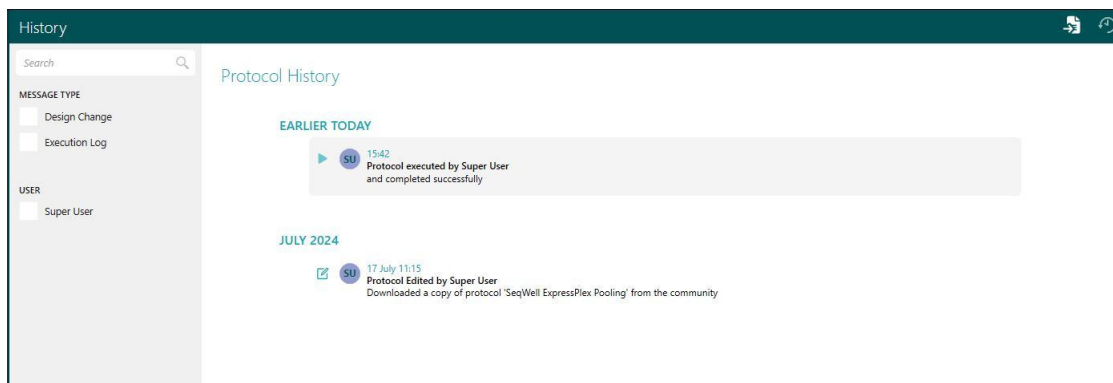 History
Search
MESSAGE TYPE
Design Change
Execution Log
USER
Super User
Protocol History
EARLIER TODAY
SU
15:42
Protocol executed by Super User
and completed successfully
JULY 2024
SU
17 July 11:15
Protocol Edited by Super User
Downloaded a copy of protocol 'SeqWell ExpressPlex Pooling' from the community